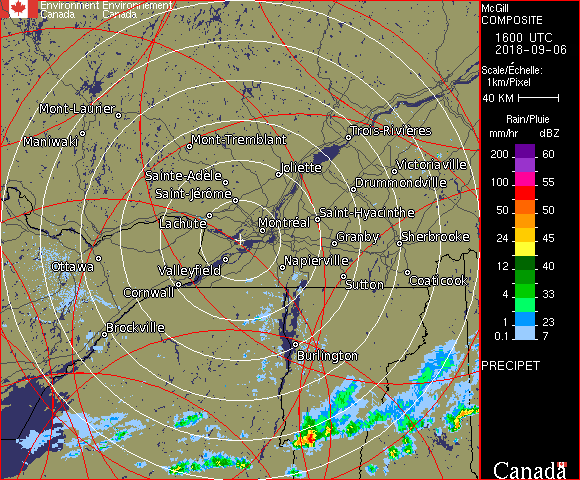 Environment Environnement
Canada Canada
Mont-Laurier
Maniwaki
Mont-Tremblant
Trois-Rivières
Sainte-Adèle
Joliette
Victoriaville
Saint-Jérôme
Drummondville
Lachute
Montréal
Saint-Hyacinthe
Granby
Sherbrooke
Ottawa
Valleyfield
Napierville
Cornwall
Sutton
Coaticook
Brockville
Burlington
McGill
COMPOSITE
1600 UTC
2018-09-06
Scale/Échelle:
1km/Pixel
40 KM
Rain/Pluie
mm/hr dBZ
200 60
100 55
50 50
24 45
12 40
8 33
4 28
1 23
0.1 7
PRECIPET
Canada